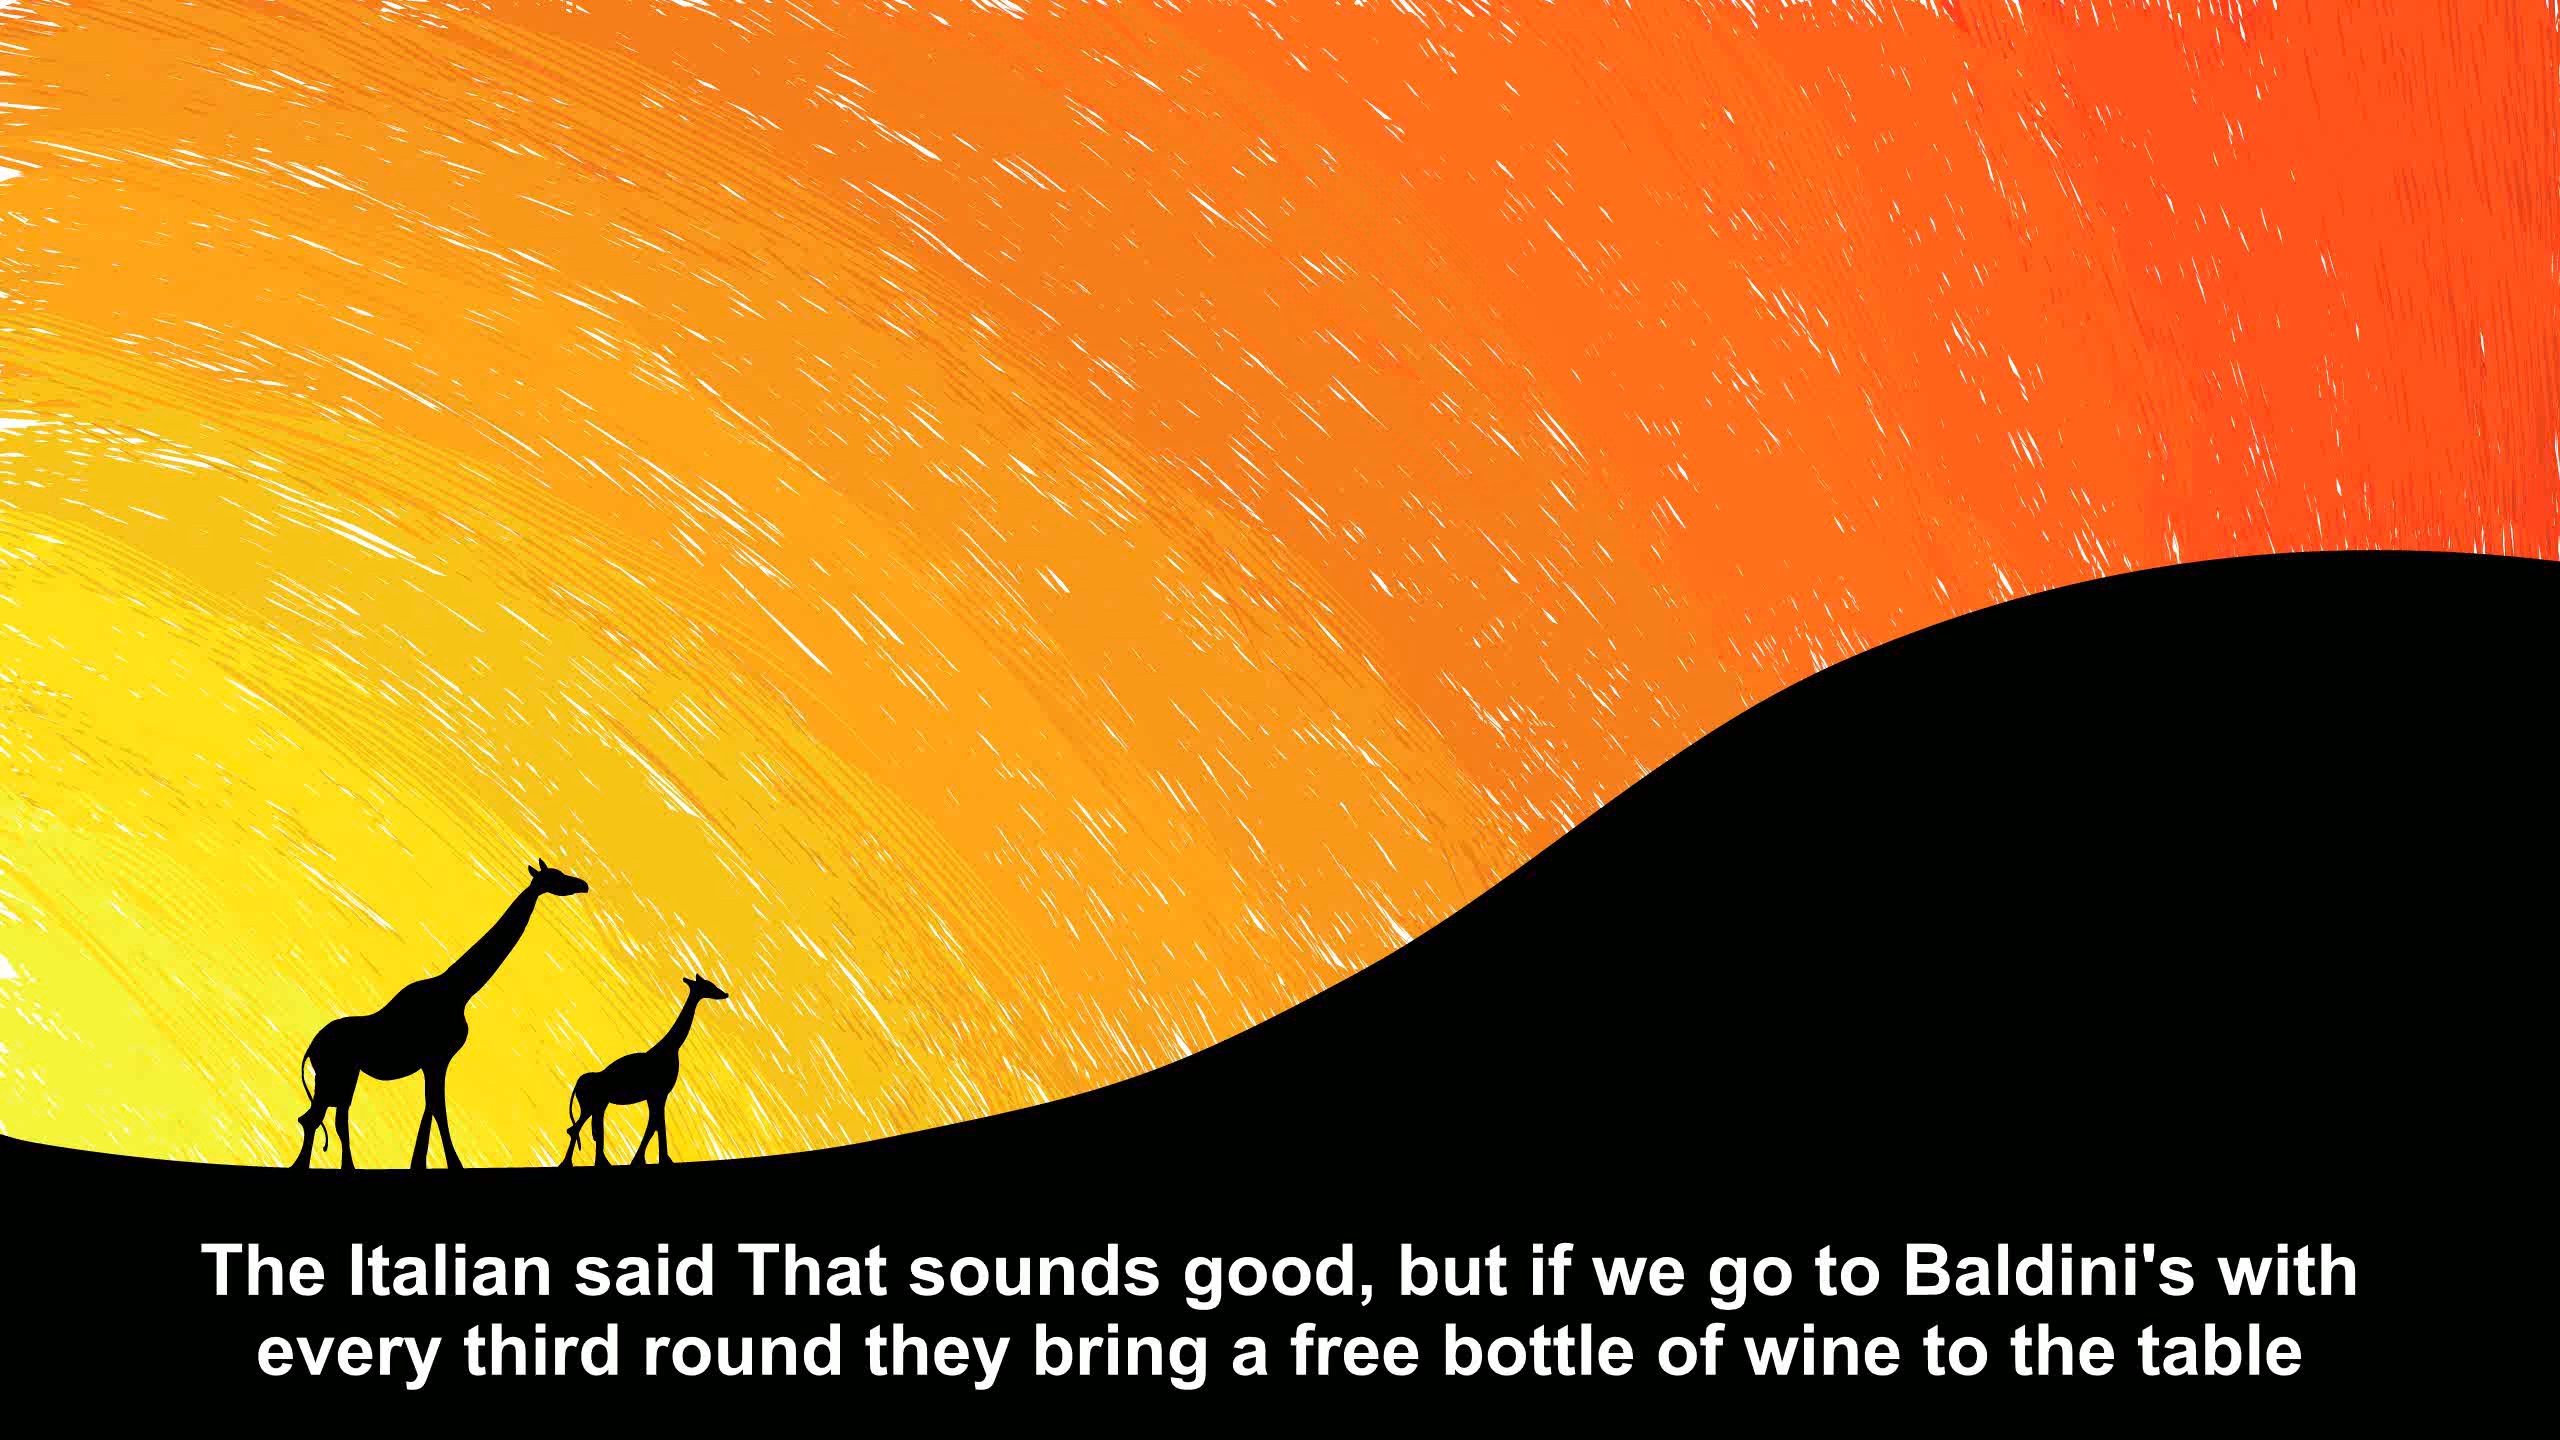 The Italian said That sounds good, but if we go to Baldini's with
every third round they bring a free bottle of wine to the table